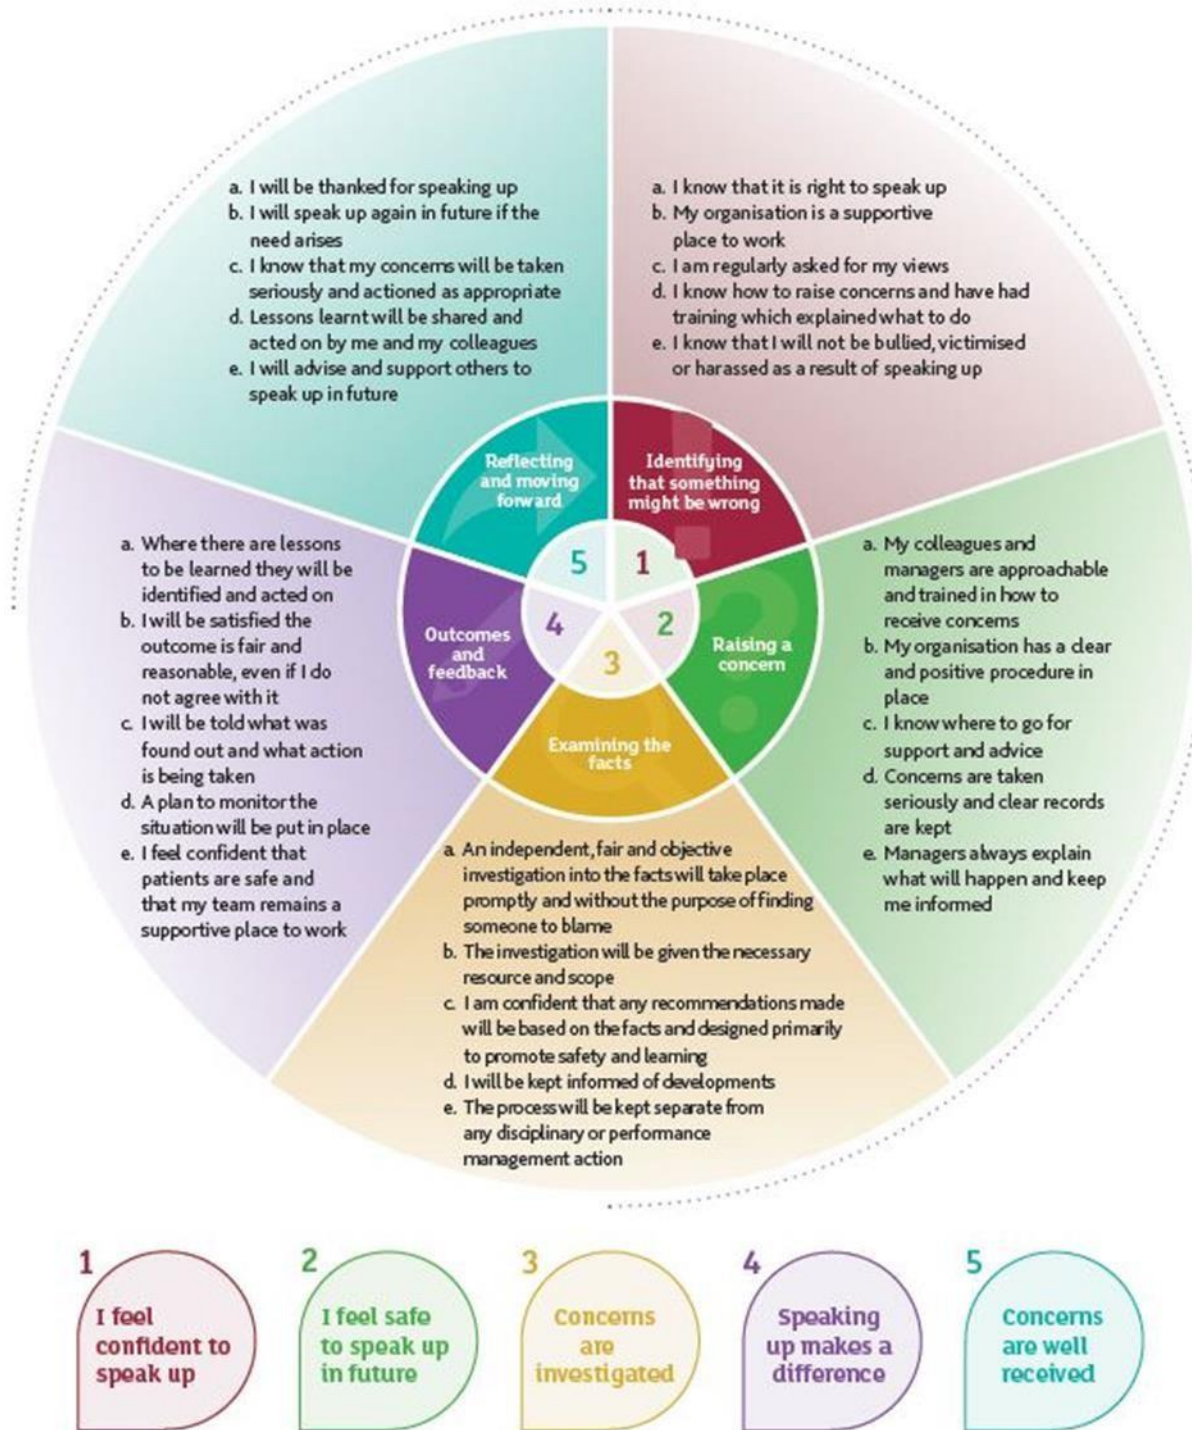 a. I will be thanked for speaking up
b. I will speak up again in future if the
need arises
c. I know that my concerns will be taken
seriously and actioned as appropriate
d. Lessons learnt will be shared and
acted on by me and my colleagues
e. I will advise and support others to
speak up in future
a. I know that it is right to speak up
b. My organisation is a supportive
place to work
c. I am regularly asked for my views
d. I know how to raise concerns and have had
training which explained what to do
e. I know that I will not be bullied, victimised
or harassed as a result of speaking up
Reflecting
and moving
forward
Identifying
that something
might be wrong
5
1
4
2
3
Outcomes
and
feedback
Raising a
concern
Examining the
facts
a. Where there are lessons
to be learned they will be
identified and acted on
b. I will be satisfied the
outcome is fair and
reasonable, even if I do
not agree with it
c. I will be told what was
found out and what action
is being taken
d. A plan to monitor the
situation will be put in place
e. I feel confident that
patients are safe and
that my team remains a
supportive place to work
a. My colleagues and
managers are approachable
and trained in how to
receive concerns
b. My organisation has a clear
and positive procedure in
place
c. I know where to go for
support and advice
d. Concerns are taken
seriously and clear records
are kept
e. Managers always explain
what will happen and keep
me informed
a. An independent, fair and objective
investigation into the facts will take place
promptly and without the purpose of finding
someone to blame
b. The investigation will be given the necessary
resource and scope
c. I am confident that any recommendations made
will be based on the facts and designed primarily
to promote safety and learning
d. I will be kept informed of developments
e. The process will be kept separate from
any disciplinary or performance
management action
1
I feel
confident to
speak up
2
I feel safe
to speak up
in future
3
Concerns
are
investigated
4
Speaking
up makes a
difference
5
Concerns
are well
received